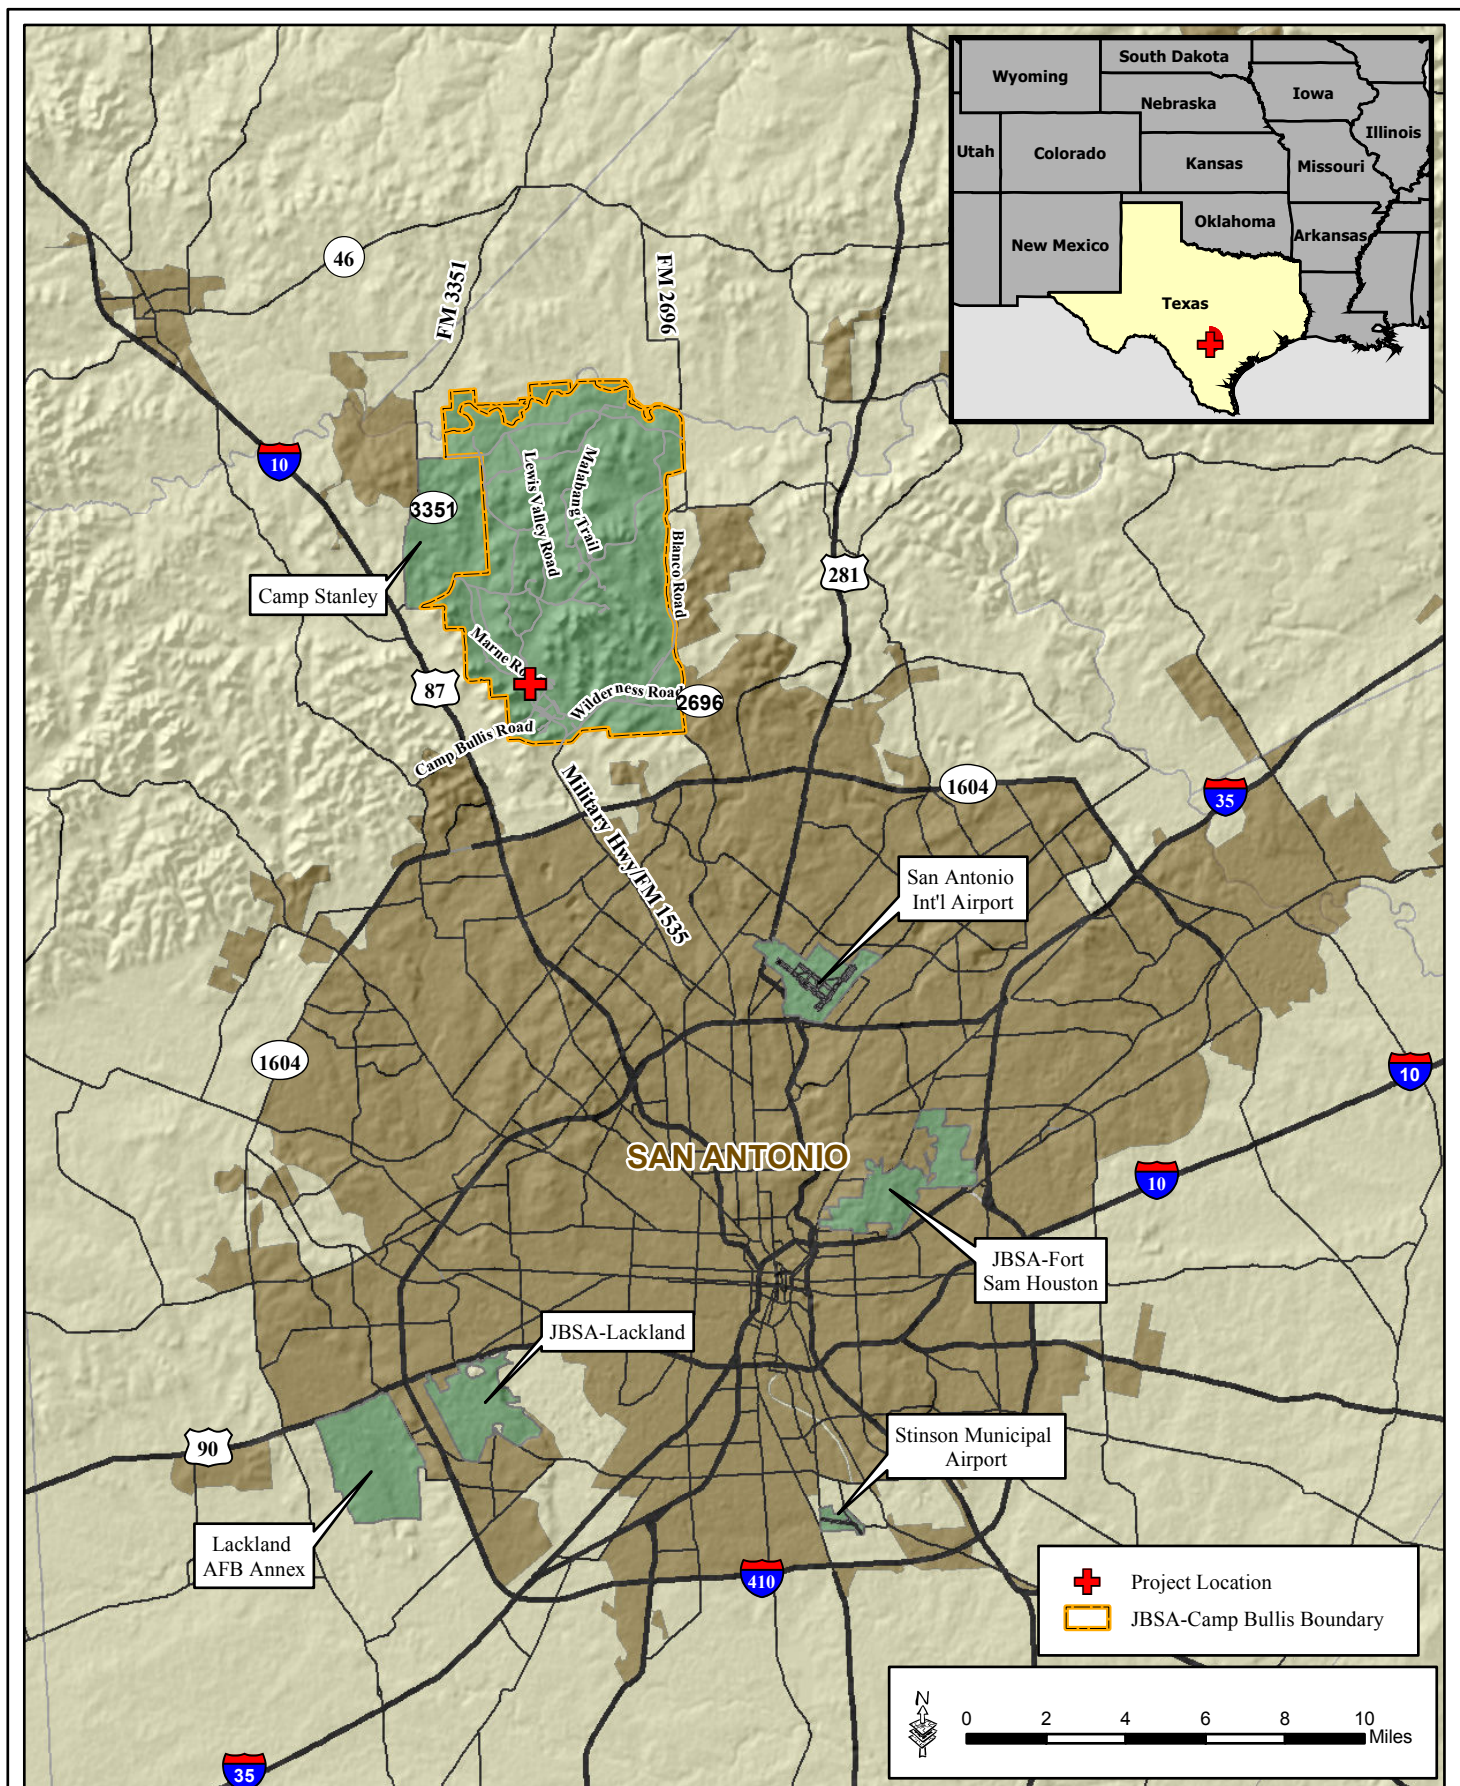 Wyoming
South Dakota
Nebraska
Iowa
Illinois
Utah
Colorado
Kansas
Missouri
New Mexico
Oklahoma
Arkansas
Texas
46
FM 3351
FM 2696
10
3351
Lewis Valley Road
Malabang Trail
Blanco Road
281
Camp Stanley
Marne Ro
87
Wilderness Road
2696
Camp Bullis Road
Military Hwy/FM 1535
1604
35
San Antonio
Int'l Airport
1604
10
SAN ANTONIO
10
JBSA-Fort
Sam Houston
JBSA-Lackland
90
Stinson Municipal
Airport
Lackland
AFB Annex
410
Project Location
JBSA-Camp Bullis Boundary
N
0 2 4 6 8 10
Miles
35